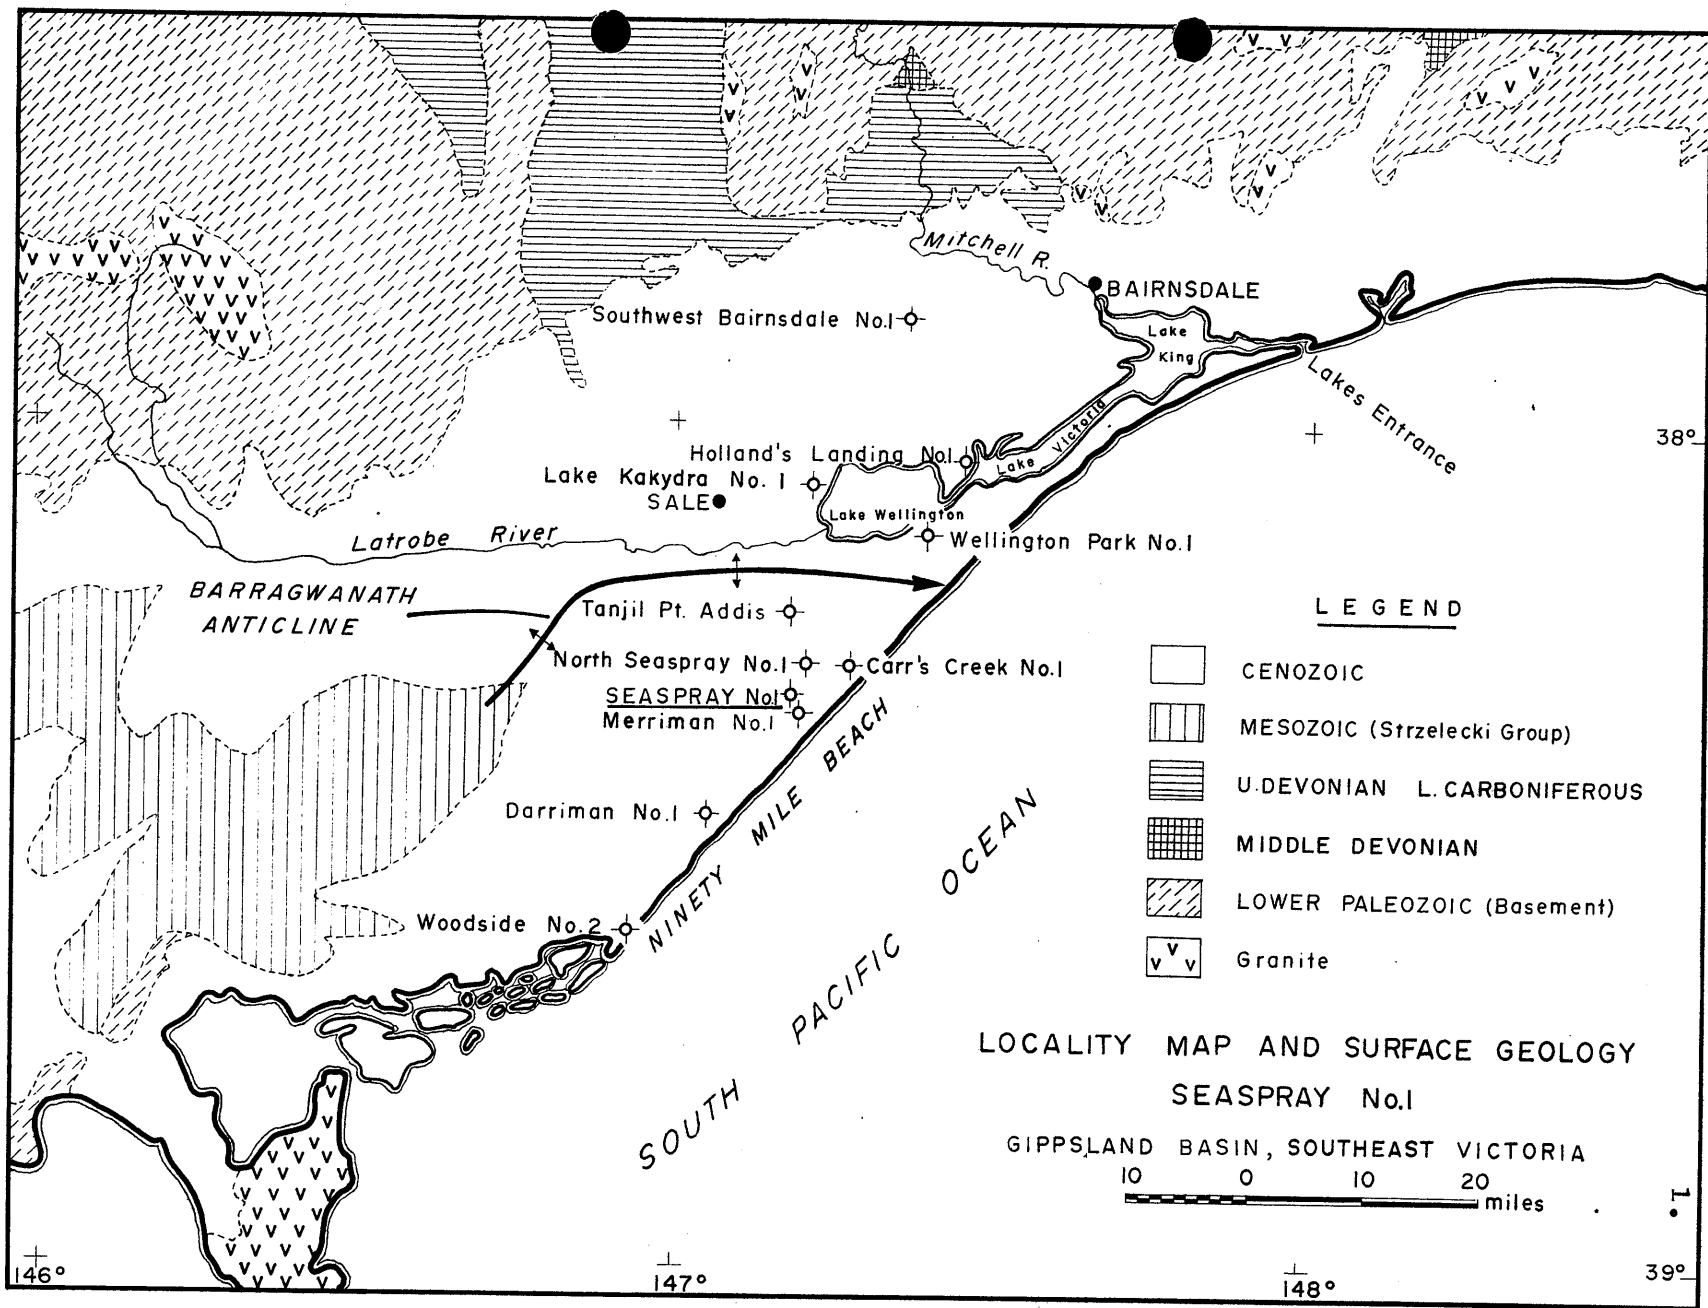 Mitchell R.
BAIRNSDALE
Southwest Bairnsdale No.1
Lake
King
Lakes Entrance
38°
Lake Victoria
Holland's Landing No.1
Lake Kakydra No. 1
SALE
Lake Wellington
Latrobe River
Wellington Park No.1
BARRAGWANATH
ANTICLINE
Tanjil Pt. Addis
North Seaspray No.1
Carr's Creek No.1
SEASPRAY No.1
Merriman No.1
Darriman No.1
Woodside No.2
NINETY MILE BEACH
SOUTH PACIFIC OCEAN
LEGEND
CENOZOIC
MESOZOIC (Strzelecki Group)
U.DEVONIAN L.CARBONIFEROUS
MIDDLE DEVONIAN
LOWER PALEOZOIC (Basement)
Granite
LOCALITY MAP AND SURFACE GEOLOGY
SEASPRAY No.1
GIPPSLAND BASIN, SOUTHEAST VICTORIA
10 0 10 20
miles
1.
146°
147°
148°
39°